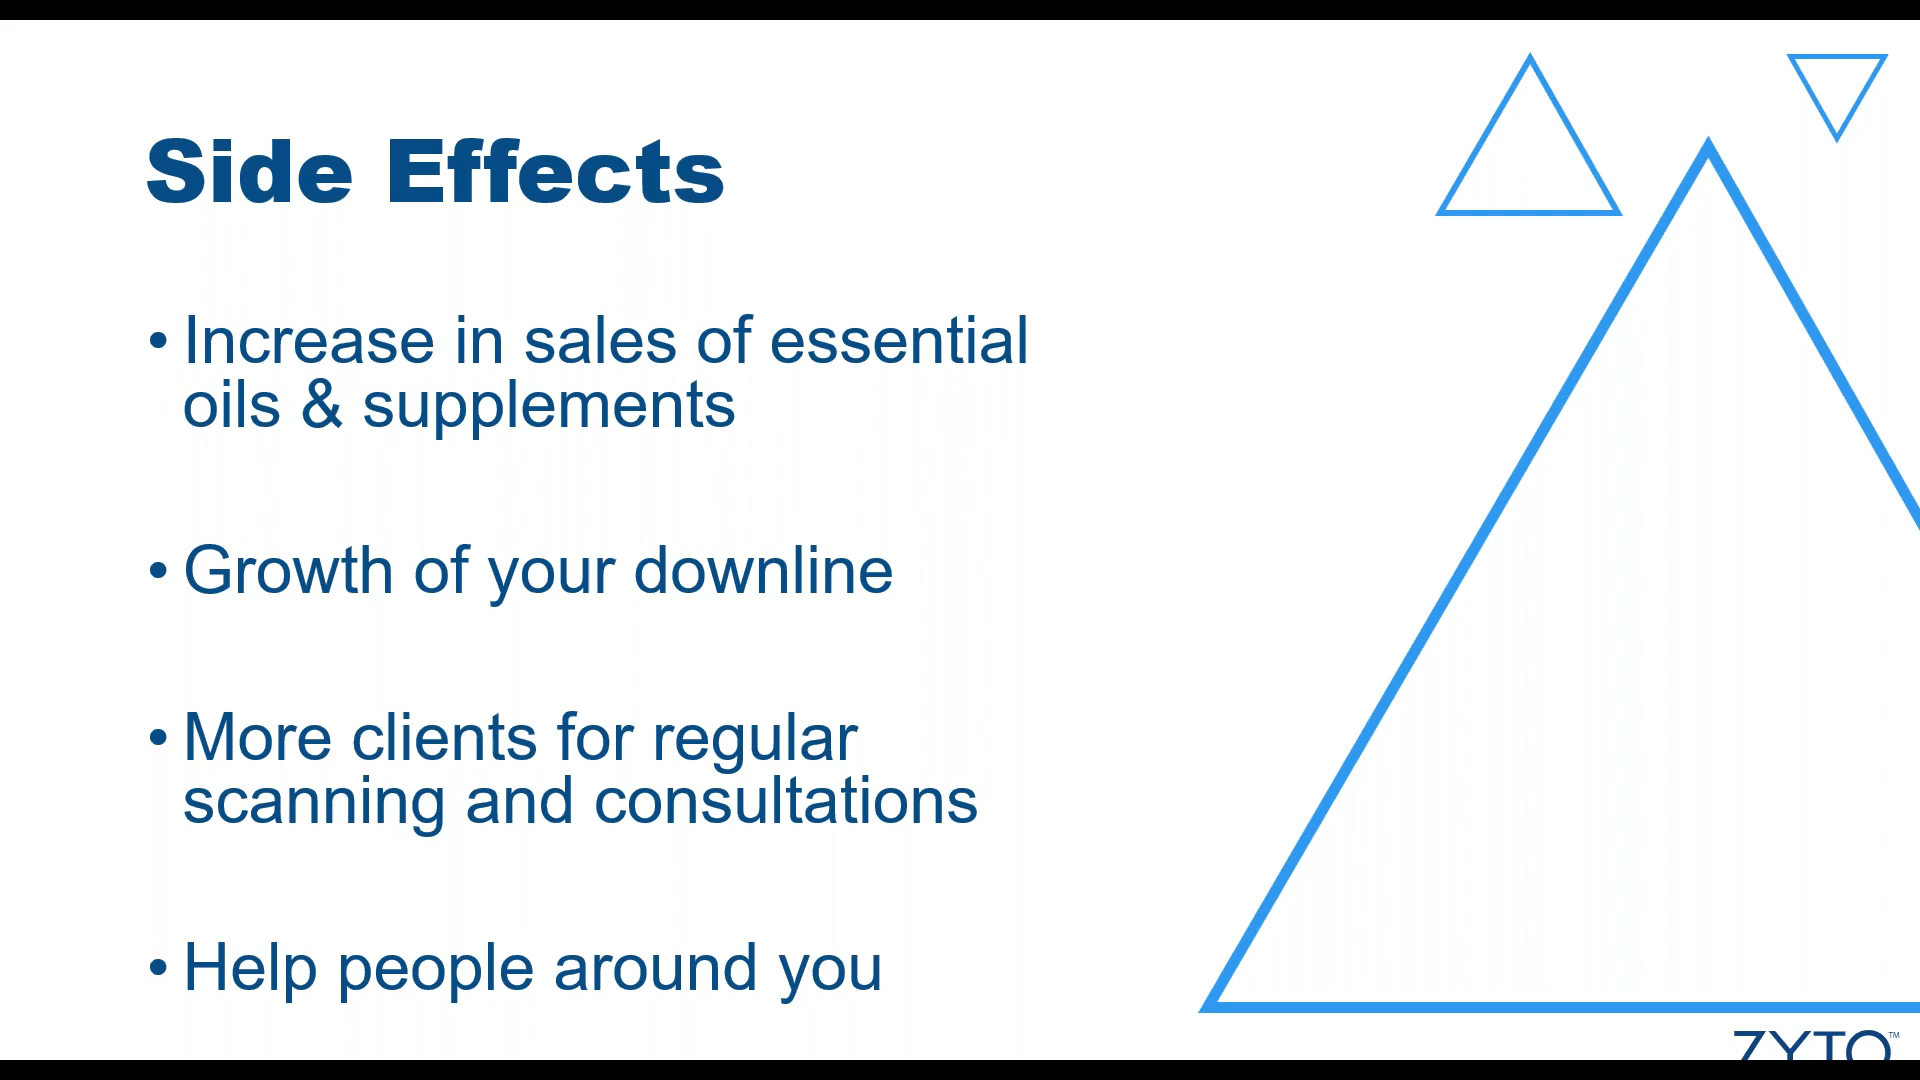 Side Effects
• Increase in sales of essential
oils & supplements
• Growth of your downline
• More clients for regular
scanning and consultations
• Help people around you
ZYTO™